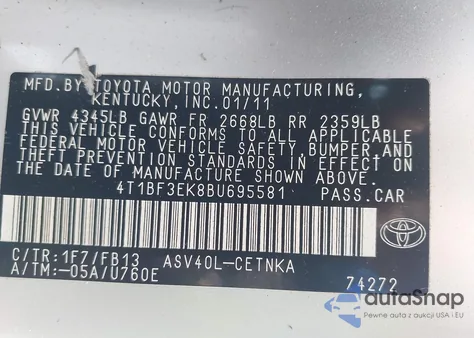 MFD.BY TOYOTA MOTOR MANUFACTURING,
KENTUCKY, INC.01/11
GVWR 4345LB GAWR FR 2668LB RR 2359LB
THIS VEHICLE CONFORMS TO ALL APPLICABLE
FEDERAL MOTOR VEHICLE SAFETY, BUMPER AND
THEFT PREVENTION STANDARDS IN EFFECT ON
THE DATE OF MANUFACTURE SHOWN ABOVE.
4T1BF3EK8BU695581 PASS.CAR
C/TR:1F7/FB13 ASV40L-CETNKA
A/TM:-05A/U760E 74272
TOYOTA
autoSnap
Pewne auta z aukcji USA i EU